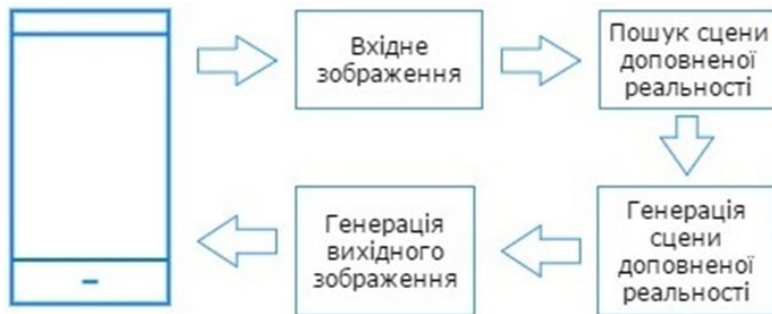 Вхідне
зображення
Пошук сцени
доповненої
реальності
Генерація
сцени
доповненої
реальності
Генерація
вихідного
зображення